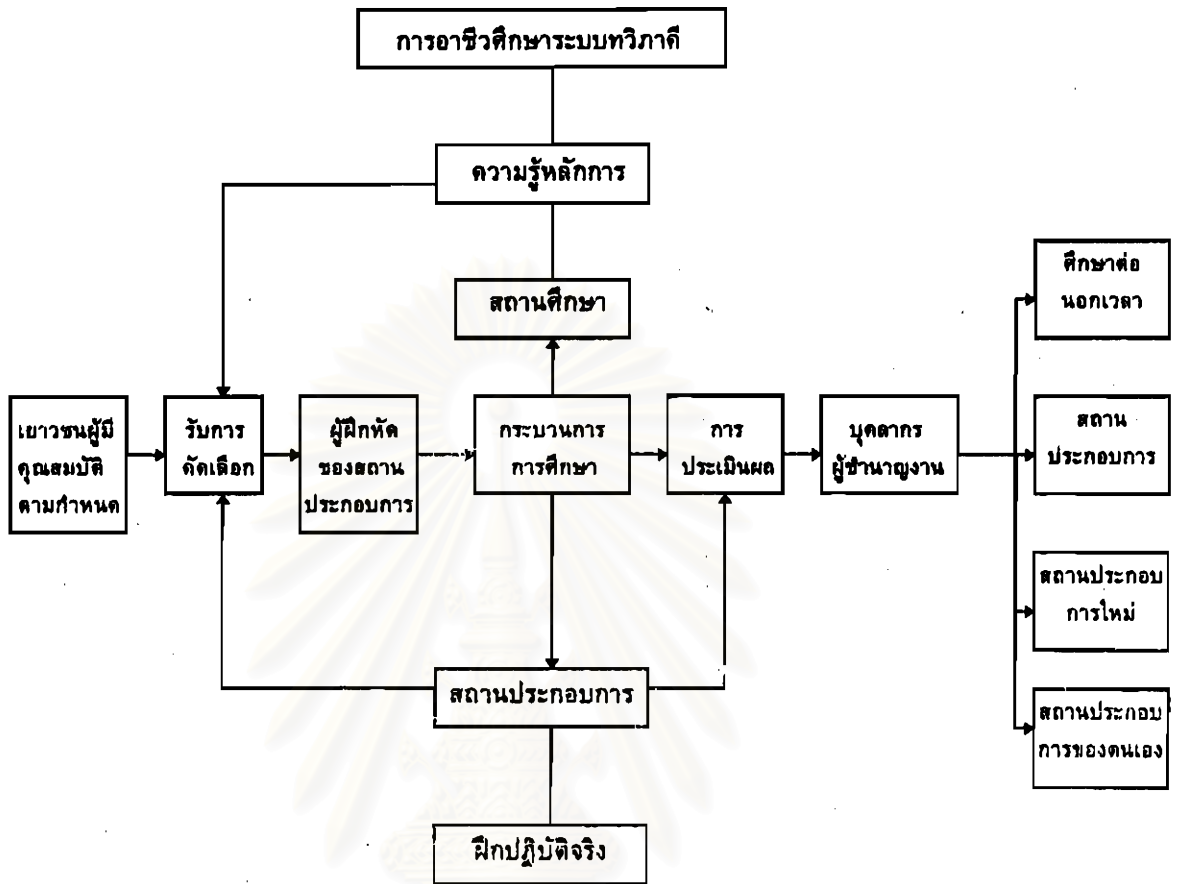 การอาชีวศึกษาระบบทวิภาคี
ความรู้หลักการ
สถานศึกษา
เยาวชนผู้มี
คุณสมบัติ
ตามกำหนด
รับการ
คัดเลือก
ผู้ฝึกหัด
ของสถาน
ประกอบการ
กระบวนการ
การศึกษา
การ
ประเมินผล
บุคลากร
ผู้ชำนาญงาน
ศึกษาต่อ
นอกเวลา
สถาน
ประกอบการ
สถานประกอบ
การใหม่
สถานประกอบ
การของตนเอง
สถานประกอบการ
ฝึกปฏิบัติจริง